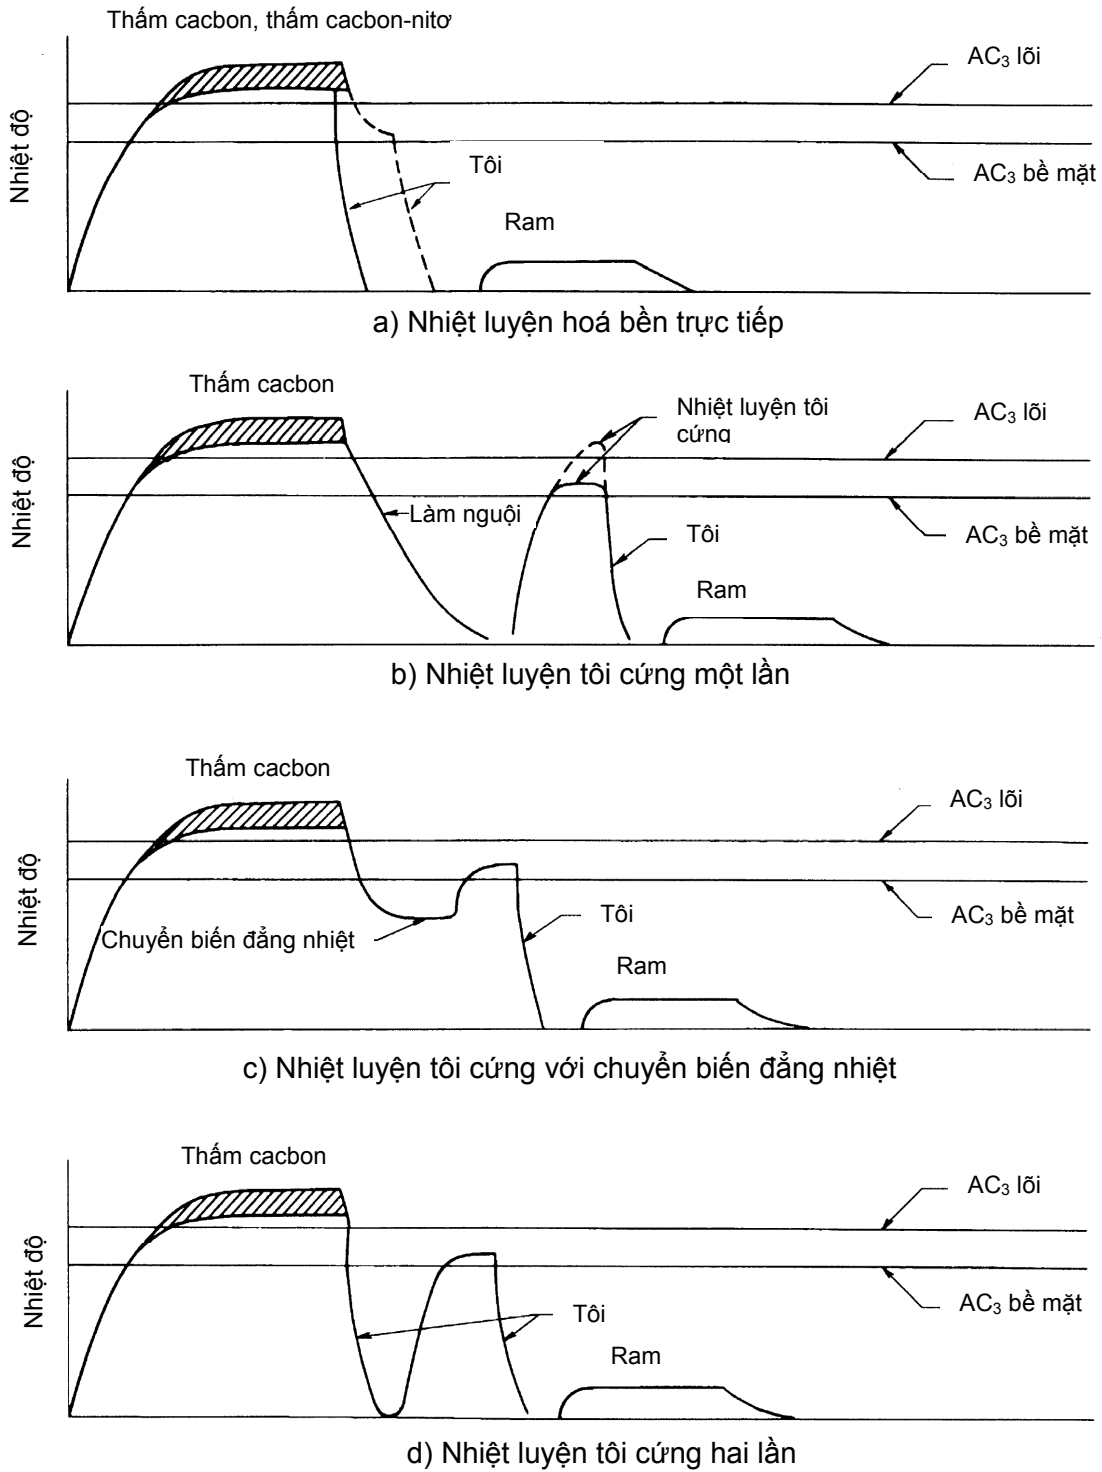 Thấm cacbon, thấm cacbon-nitơ
AC₃ lõi
Nhiệt độ
Tôi
AC₃ bề mặt
Ram
a) Nhiệt luyện hoá bền trực tiếp
Thấm cacbon
Nhiệt luyện tôi
cứng
AC₃ lõi
Nhiệt độ
Làm nguội
Tôi
AC₃ bề mặt
Ram
b) Nhiệt luyện tôi cứng một lần
Thấm cacbon
AC₃ lõi
Nhiệt độ
Tôi
AC₃ bề mặt
Chuyển biến đẳng nhiệt
Ram
c) Nhiệt luyện tôi cứng với chuyển biến đẳng nhiệt
Thấm cacbon
AC₃ lõi
Nhiệt độ
AC₃ bề mặt
Tôi
Ram
d) Nhiệt luyện tôi cứng hai lần